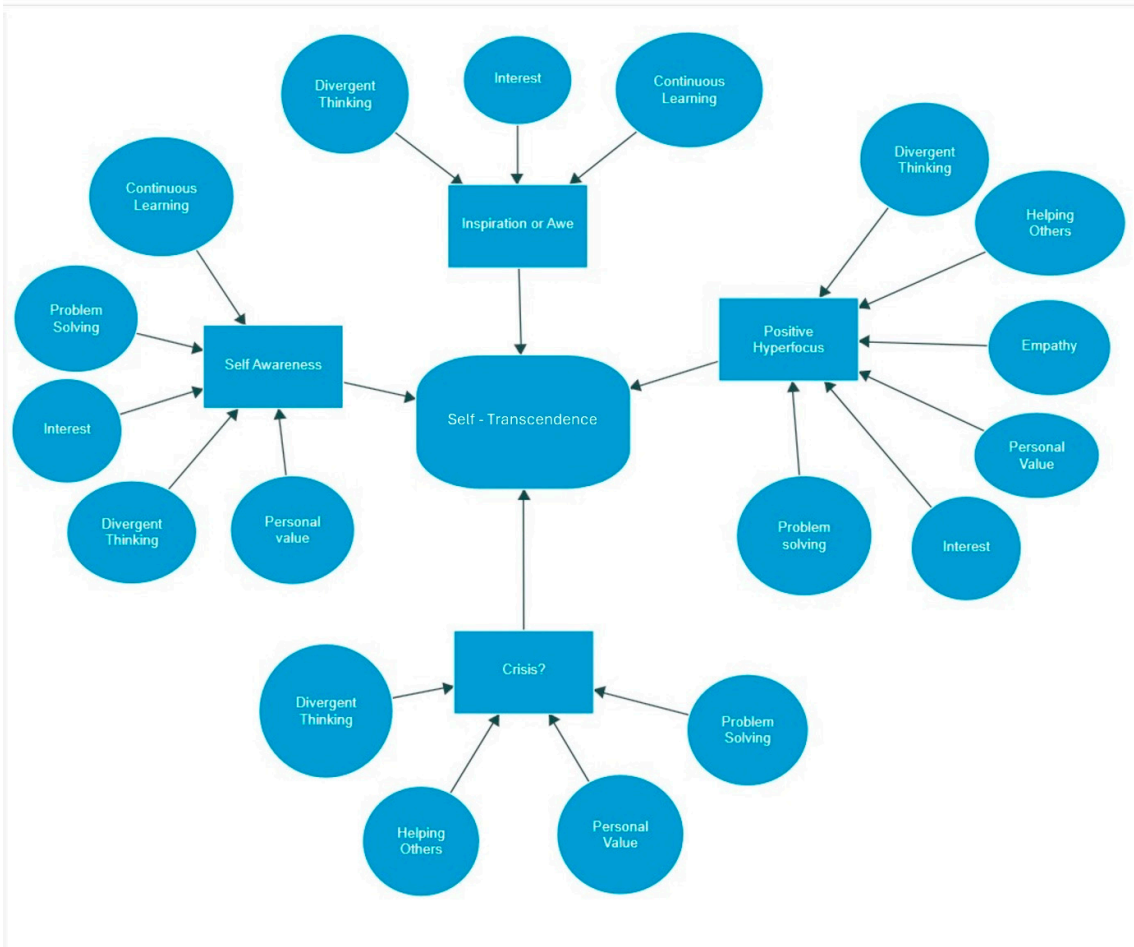 Divergent
Thinking
Interest
Continuous
Learning
Inspiration or Awe
Continuous
Learning
Problem
Solving
Interest
Divergent
Thinking
Personal
value
Self Awareness
Self - Transcendence
Divergent
Thinking
Helping
Others
Empathy
Personal
Value
Interest
Problem
solving
Positive
Hyperfocus
Crisis?
Divergent
Thinking
Helping
Others
Personal
Value
Problem
Solving